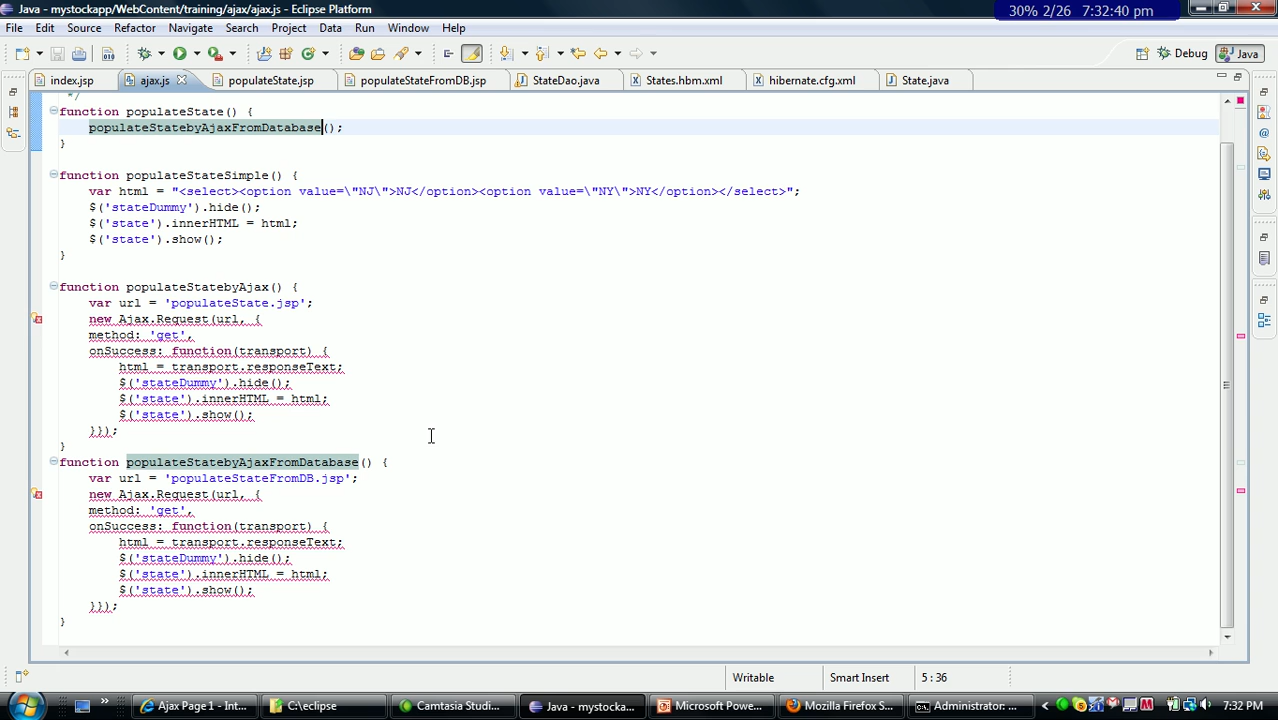 Java - mystockapp/WebContent/training/ajax/ajax.js - Eclipse Platform
30% 2/26 7:32:40 pm
File Edit Source Refactor Navigate Search Project Data Run Window Help
Debug Java
index.jsp ajax.js populateState.jsp populateStateFromDB.jsp StateDao.java States.hbm.xml hibernate.cfg.xml State.java
*/
function populateState() {
populateStatebyAjaxFromDatabase();
}
function populateStateSimple() {
var html = "<select><option value=\"NJ\">NJ</option><option value=\"NY\">NY</option></select>";
$('stateDummy').hide();
$('state').innerHTML = html;
$('state').show();
}
function populateStatebyAjax() {
var url = 'populateState.jsp';
new Ajax.Request(url, {
method: 'get',
onSuccess: function(transport) {
html = transport.responseText;
$('stateDummy').hide();
$('state').innerHTML = html;
$('state').show();
}});
}
function populateStatebyAjaxFromDatabase() {
var url = 'populateStateFromDB.jsp';
new Ajax.Request(url, {
method: 'get',
onSuccess: function(transport) {
html = transport.responseText;
$('stateDummy').hide();
$('state').innerHTML = html;
$('state').show();
}});
}
Writable Smart Insert 5 : 36
Ajax Page 1 - Int... C:\eclipse Camtasia Studi... Java - mystocka... Microsoft Powe... Mozilla Firefox S... Administrator: ... 7:32 PM